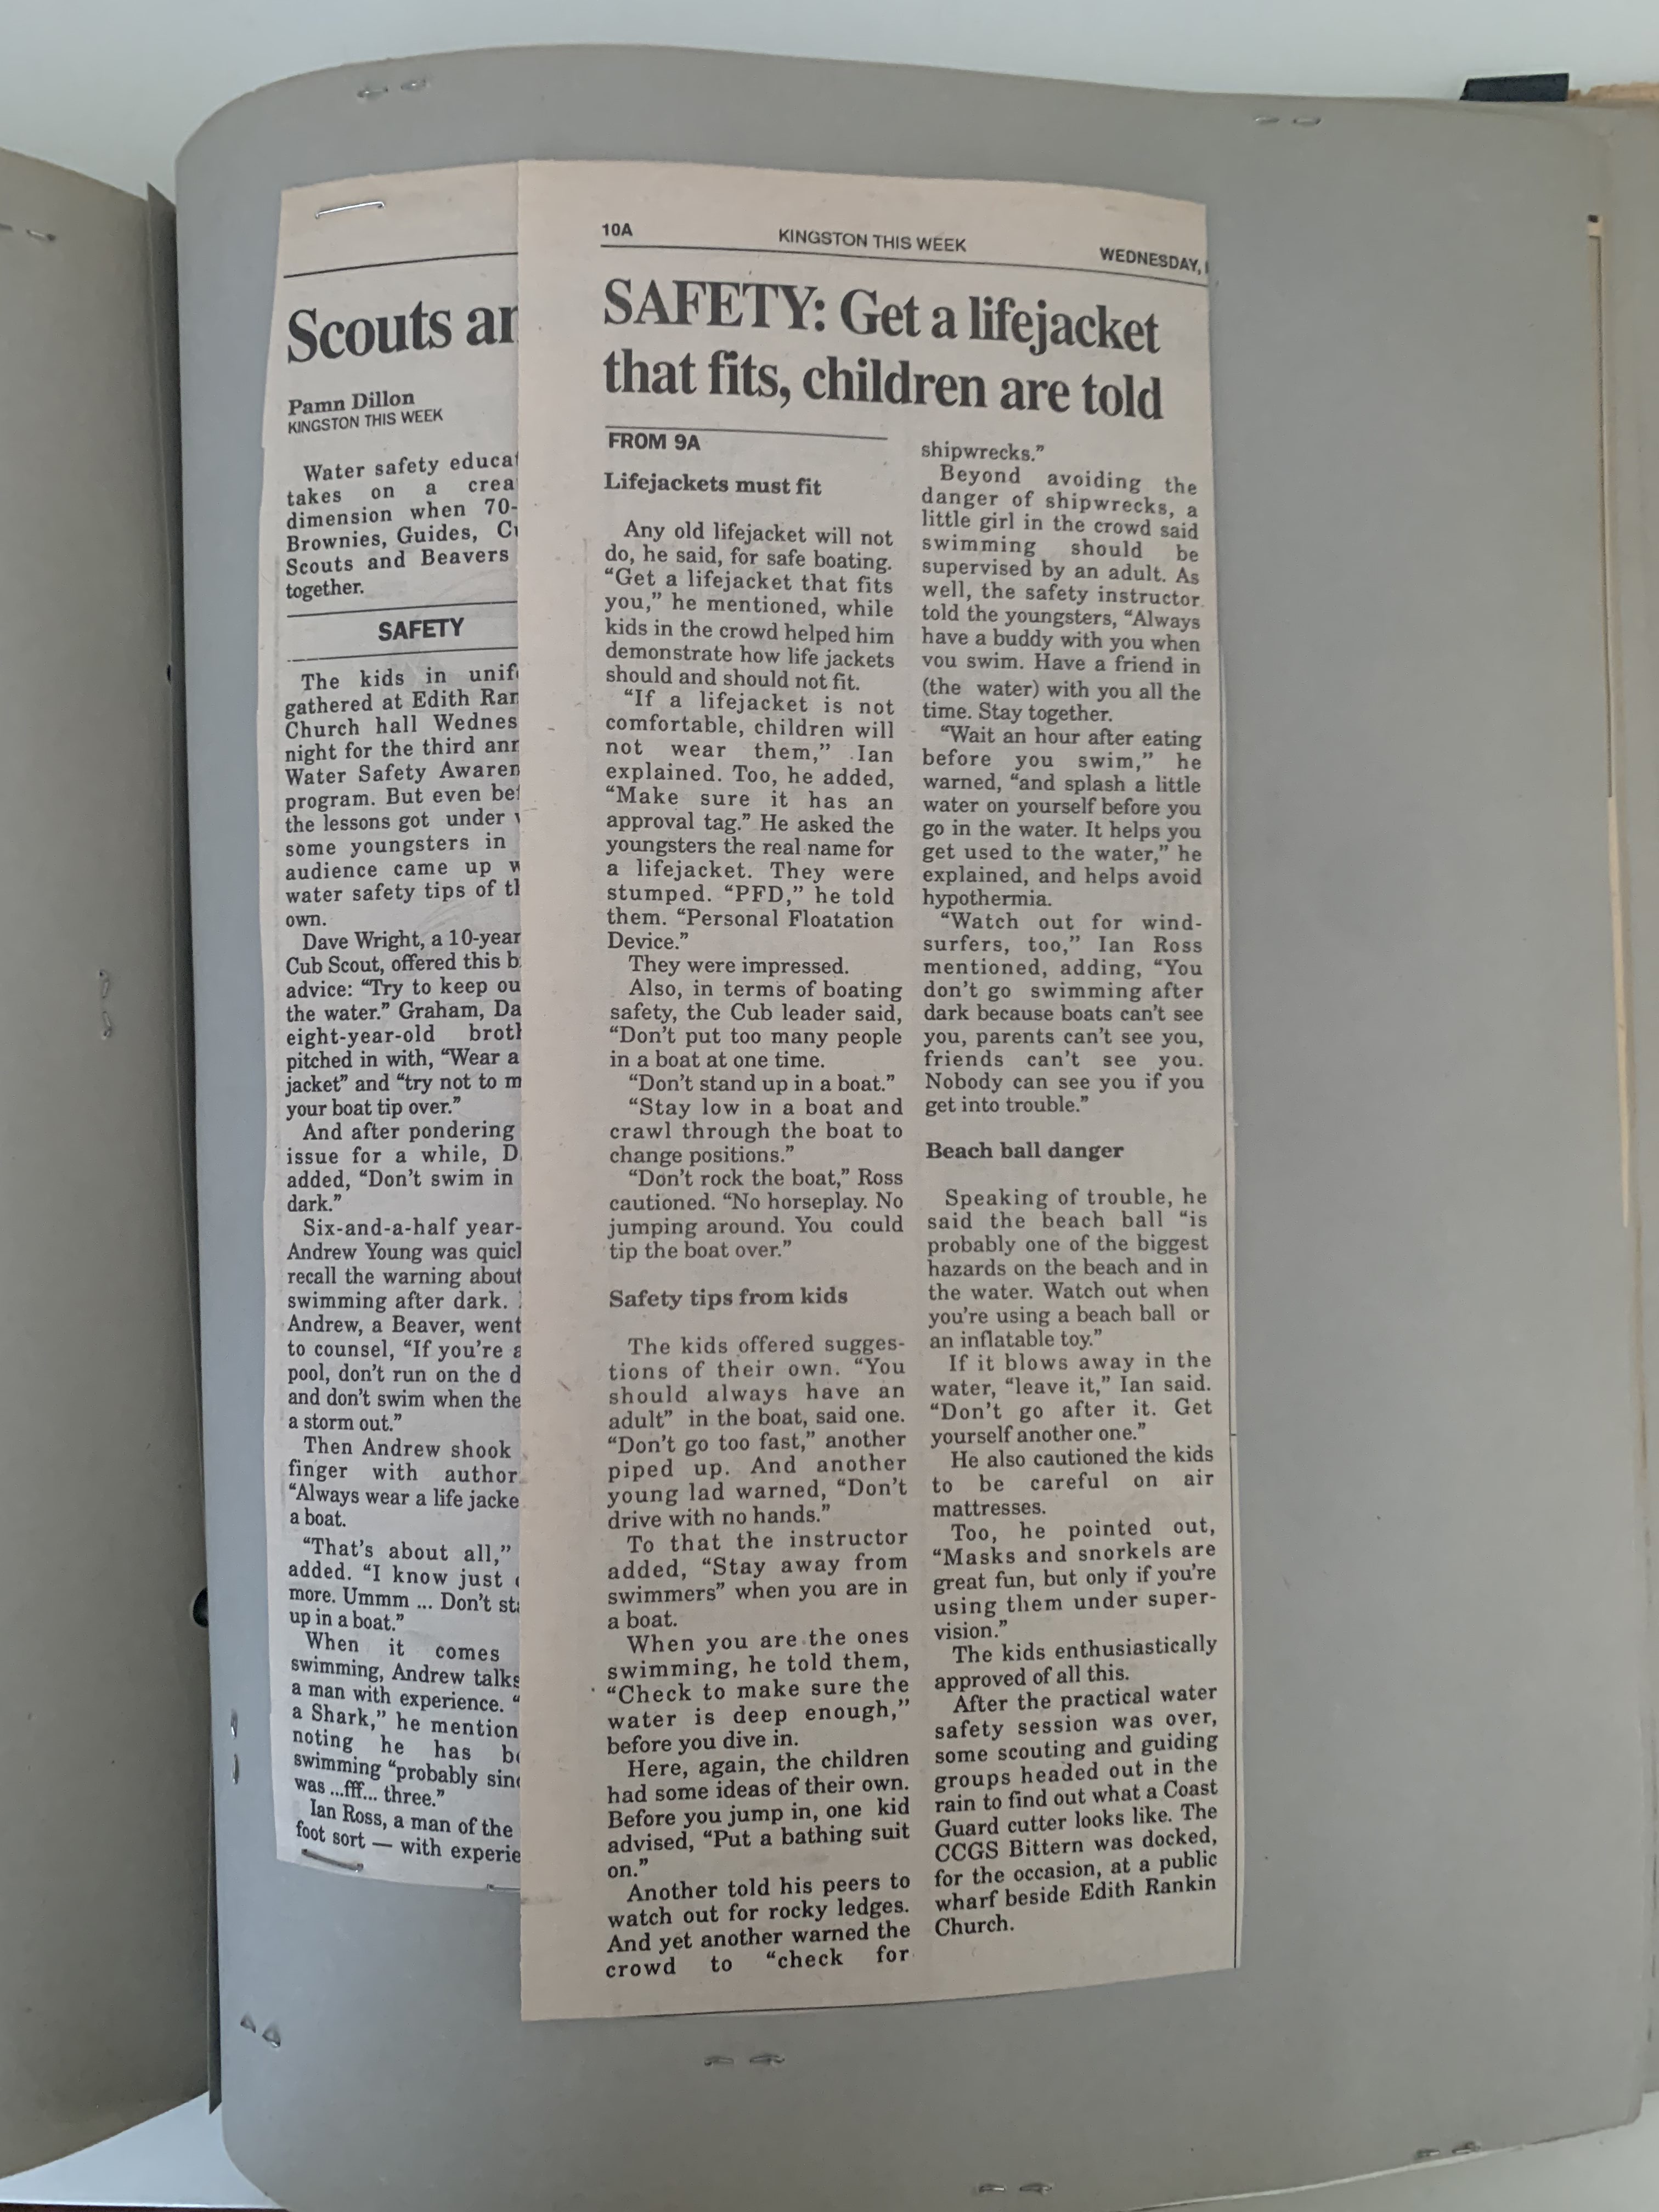 Scouts
Pamn Dillon
KINGSTON THIS WEEK
Water safety
takes on a
dimension when 70-
Brownies, Guides,
Scouts and Beavers
together.
SAFETY
The kids in
gathered at Edith
Church hall
night for the third
Water Safety
program. But even
the lessons got under
some youngsters in
audience came up
water safety tips of
own.
Dave Wright, a 10-year
Cub Scout, offered this
advice: “Try to keep
the water.” Graham,
eight-year-old
pitched in with, “Wear a
jacket” and “try not to
your boat tip over.”
And after pondering
issue for a while,
added, “Don’t swim in
dark.”
Six-and-a-half year-
Andrew Young was
recall the warning about
swimming after dark.
Andrew, a Beaver, went
to counsel, “If you’re
pool, don’t run on the
and don’t swim when the
a storm out.”
Then Andrew shook
finger with
“Always wear a life
a boat.
“That’s about all,”
added. “I know just
more. Ummm ... Don’t
up in a boat.”
When it comes
swimming, Andrew talks
a man with experience.
a Shark,” he
noting he has
swimming “probably
was ...fff... three.”
Ian Ross, a man of the
foot sort — with
10A KINGSTON THIS WEEK WEDNESDAY,
SAFETY: Get a lifejacket
that fits, children are told
FROM 9A
Lifejackets must fit
Any old lifejacket will not
do, he said, for safe boating.
“Get a lifejacket that fits
you,” he mentioned, while
kids in the crowd helped him
demonstrate how life jackets
should and should not fit.
“If a lifejacket is not
comfortable, children will
not wear them,” Ian
explained. Too, he added,
“Make sure it has an
approval tag.” He asked the
youngsters the real name for
a lifejacket. They were
stumped. “PFD,” he told
them. “Personal Floatation
Device.”
They were impressed.
Also, in terms of boating
safety, the Cub leader said,
“Don’t put too many people
in a boat at one time.
“Don’t stand up in a boat.”
“Stay low in a boat and
crawl through the boat to
change positions.”
“Don’t rock the boat,” Ross
cautioned. “No horseplay. No
jumping around. You could
tip the boat over.”
Safety tips from kids
The kids offered sugges-
tions of their own. “You
should always have an
adult” in the boat, said one.
“Don’t go too fast,” another
piped up. And another
young lad warned, “Don’t
drive with no hands.”
To that the instructor
added, “Stay away from
swimmers” when you are in
a boat.
When you are the ones
swimming, he told them,
“Check to make sure the
water is deep enough,”
before you dive in.
Here, again, the children
had some ideas of their own.
Before you jump in, one kid
advised, “Put a bathing suit
on.”
Another told his peers to
watch out for rocky ledges.
And yet another warned the
crowd to “check for
shipwrecks.”
Beyond avoiding the
danger of shipwrecks, a
little girl in the crowd said
swimming should be
supervised by an adult. As
well, the safety instructor
told the youngsters, “Always
have a buddy with you when
you swim. Have a friend in
(the water) with you all the
time. Stay together.
“Wait an hour after eating
before you swim,” he
warned, “and splash a little
water on yourself before you
go in the water. It helps you
get used to the water,” he
explained, and helps avoid
hypothermia.
“Watch out for wind-
surfers, too,” Ian Ross
mentioned, adding, “You
don’t go swimming after
dark because boats can’t see
you, parents can’t see you,
friends can’t see you.
Nobody can see you if you
get into trouble.”
Beach ball danger
Speaking of trouble, he
said the beach ball “is
probably one of the biggest
hazards on the beach and in
the water. Watch out when
you’re using a beach ball or
an inflatable toy.”
If it blows away in the
water, “leave it,” Ian said.
“Don’t go after it. Get
yourself another one.”
He also cautioned the kids
to be careful on air
mattresses.
Too, he pointed out,
“Masks and snorkels are
great fun, but only if you’re
using them under super-
vision.”
The kids enthusiastically
approved of all this.
After the practical water
safety session was over,
some scouting and guiding
groups headed out in the
rain to find out what a Coast
Guard cutter looks like. The
CCGS Bittern was docked,
for the occasion, at a public
wharf beside Edith Rankin
Church.